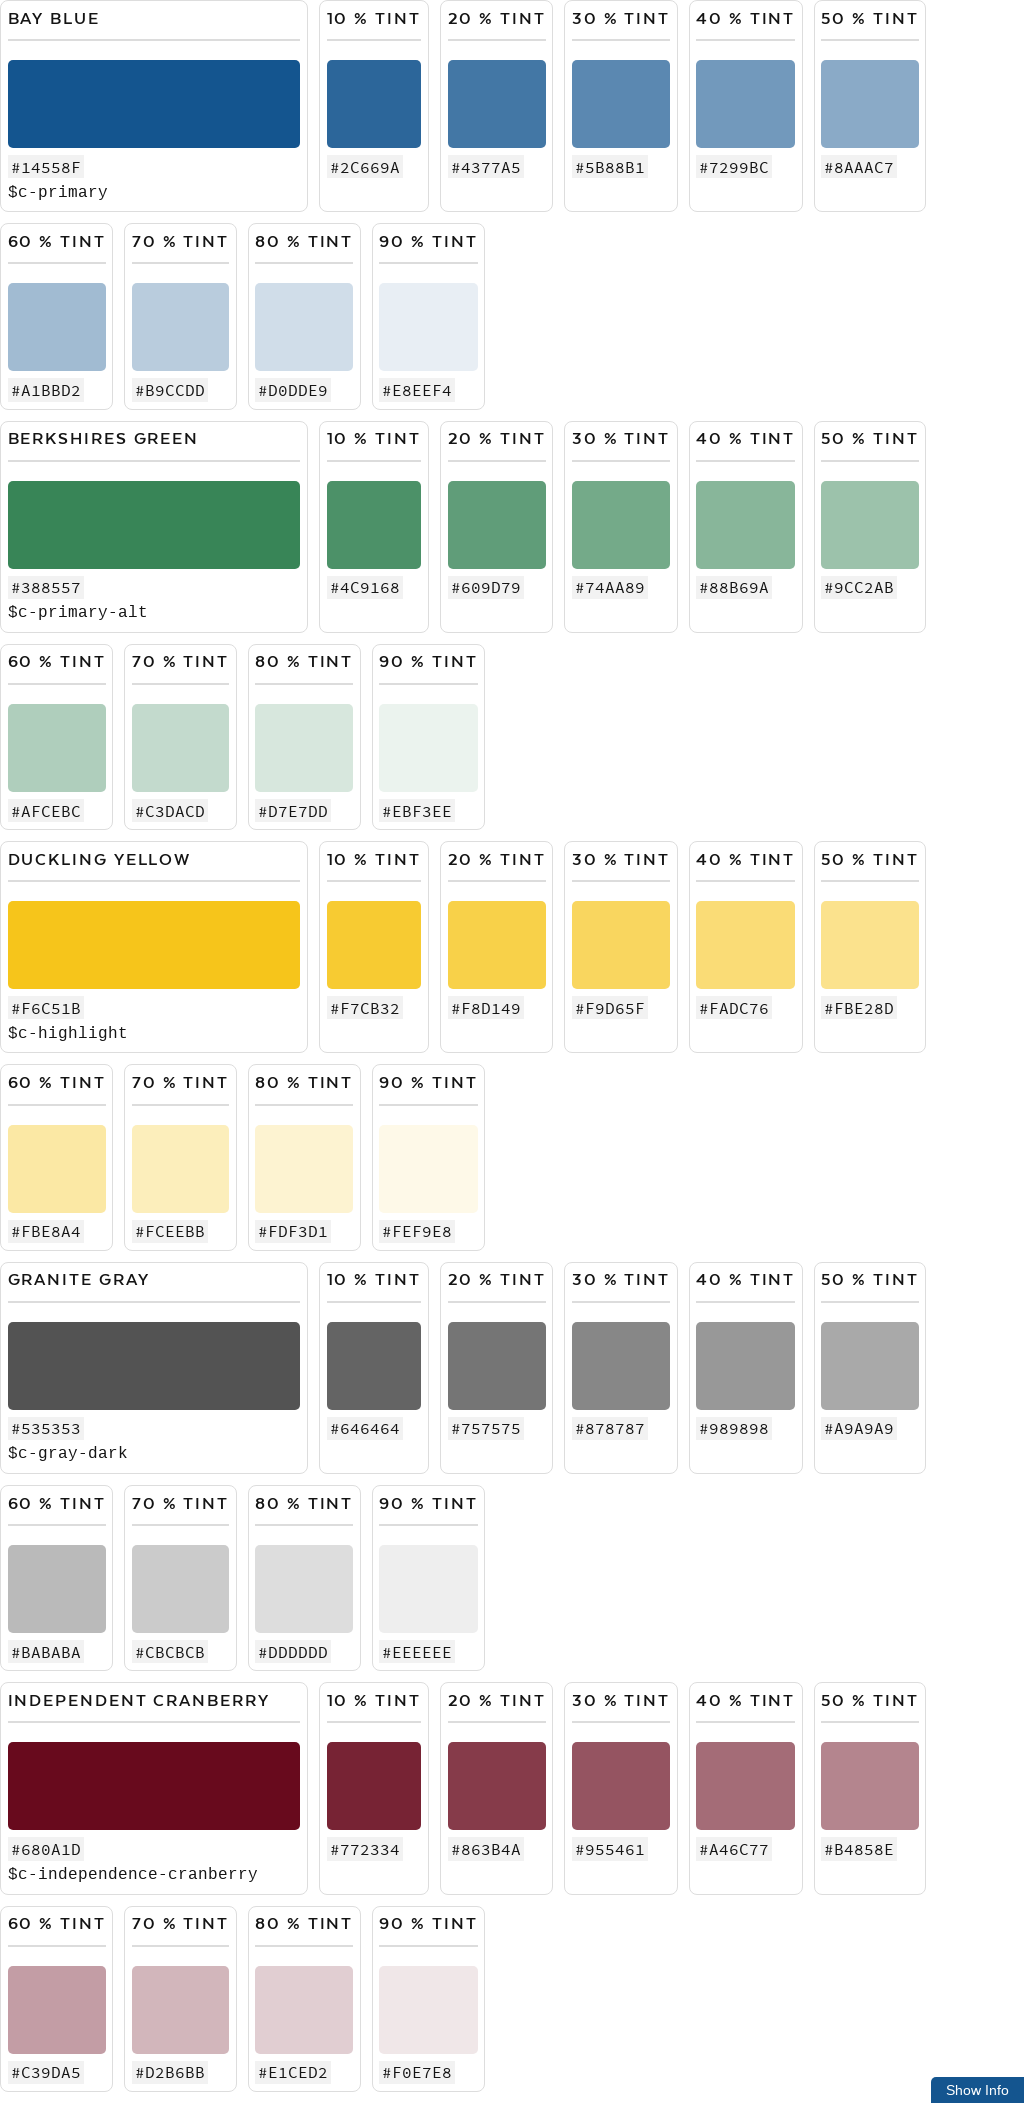 BAY BLUE
10 % TINT
20 % TINT
30 % TINT
40 % TINT
50 % TINT
#14558F
#2C669A
#4377A5
#5B88B1
#7299BC
#8AAAC7
$c-primary
60 % TINT
70 % TINT
80 % TINT
90 % TINT
#A1BBD2
#B9CCDD
#D0DDE9
#E8EEF4
BERKSHIRES GREEN
10 % TINT
20 % TINT
30 % TINT
40 % TINT
50 % TINT
#388557
#4C9168
#609D79
#74AA89
#88B69A
#9CC2AB
$c-primary-alt
60 % TINT
70 % TINT
80 % TINT
90 % TINT
#AFCEBC
#C3DACD
#D7E7DD
#EBF3EE
DUCKLING YELLOW
10 % TINT
20 % TINT
30 % TINT
40 % TINT
50 % TINT
#F6C51B
#F7CB32
#F8D149
#F9D65F
#FADC76
#FBE28D
$c-highlight
60 % TINT
70 % TINT
80 % TINT
90 % TINT
#FBE8A4
#FCEEBB
#FDF3D1
#FEF9E8
GRANITE GRAY
10 % TINT
20 % TINT
30 % TINT
40 % TINT
50 % TINT
#535353
#646464
#757575
#878787
#989898
#A9A9A9
$c-gray-dark
60 % TINT
70 % TINT
80 % TINT
90 % TINT
#BABABA
#CBCBCB
#DDDDDD
#EEEEEE
INDEPENDENT CRANBERRY
10 % TINT
20 % TINT
30 % TINT
40 % TINT
50 % TINT
#680A1D
#772334
#863B4A
#955461
#A46C77
#B4858E
$c-independence-cranberry
60 % TINT
70 % TINT
80 % TINT
90 % TINT
#C39DA5
#D2B6BB
#E1CED2
#F0E7E8
Show Info